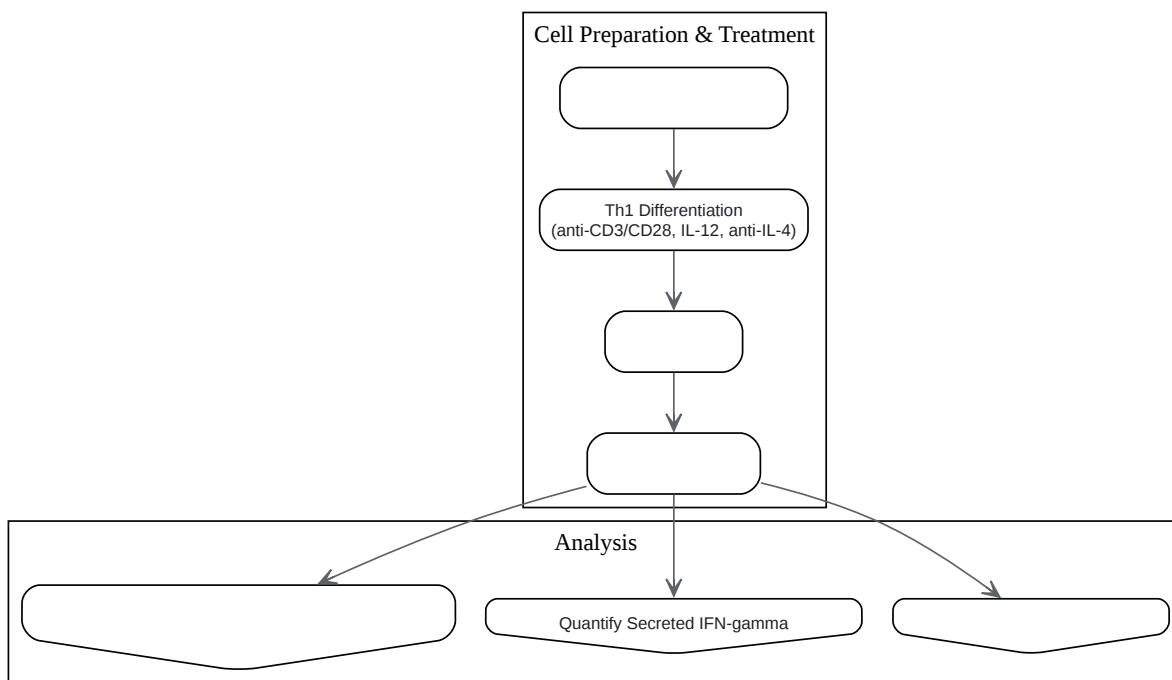 Cell Preparation & Treatment
Th1 Differentiation
(anti-CD3/CD28, IL-12, anti-IL-4)
Analysis
Quantify Secreted IFN-gamma